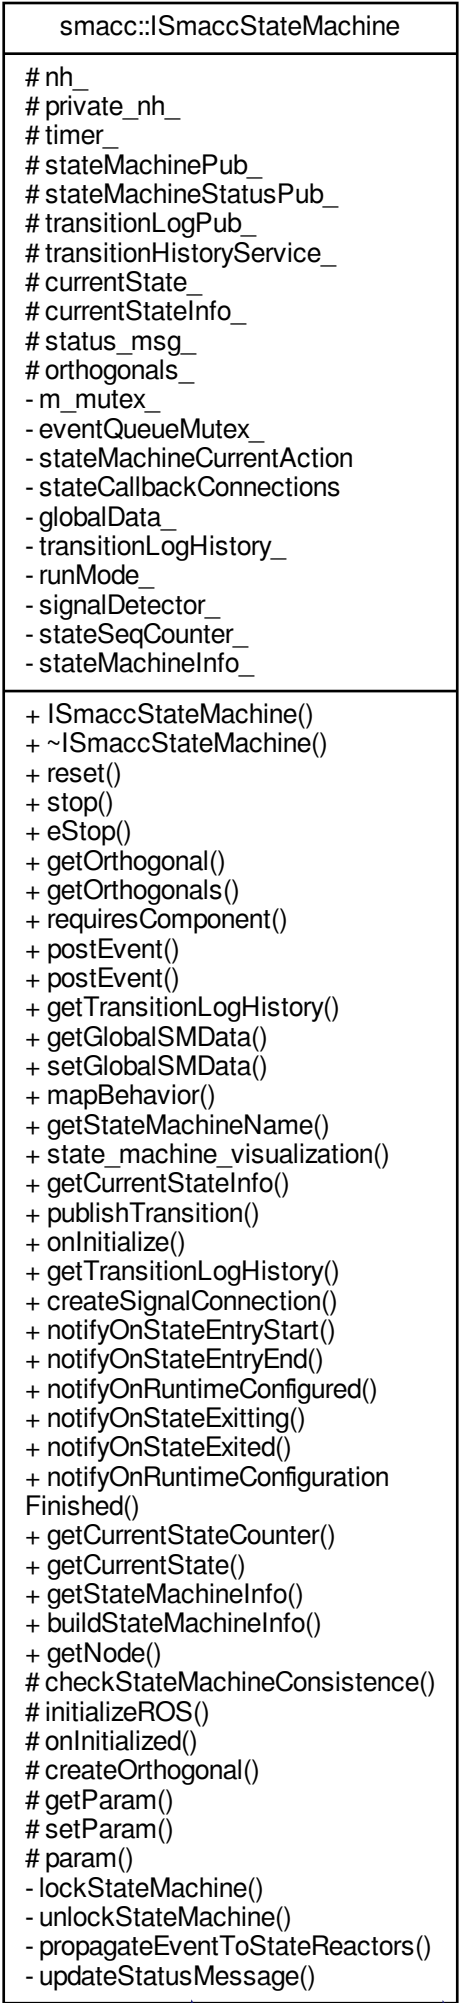 smacc::ISmaccStateMachine
# nh_
# private_nh_
# timer_
# stateMachinePub_
# stateMachineStatusPub_
# transitionLogPub_
# transitionHistoryService_
# currentState_
# currentStateInfo_
# status_msg_
# orthogonals_
- m_mutex_
- eventQueueMutex_
- stateMachineCurrentAction
- stateCallbackConnections
- globalData_
- transitionLogHistory_
- runMode_
- signalDetector_
- stateSeqCounter_
- stateMachineInfo_
+ ISmaccStateMachine()
+ ~ISmaccStateMachine()
+ reset()
+ stop()
+ eStop()
+ getOrthogonal()
+ getOrthogonals()
+ requiresComponent()
+ postEvent()
+ postEvent()
+ getTransitionLogHistory()
+ getGlobalSMData()
+ setGlobalSMData()
+ mapBehavior()
+ getStateMachineName()
+ state_machine_visualization()
+ getCurrentStateInfo()
+ publishTransition()
+ onInitialize()
+ getTransitionLogHistory()
+ createSignalConnection()
+ notifyOnStateEntryStart()
+ notifyOnStateEntryEnd()
+ notifyOnRuntimeConfigured()
+ notifyOnStateExitting()
+ notifyOnStateExited()
+ notifyOnRuntimeConfiguration
Finished()
+ getCurrentStateCounter()
+ getCurrentState()
+ getStateMachineInfo()
+ buildStateMachineInfo()
+ getNode()
# checkStateMachineConsistence()
# initializeROS()
# onInitialized()
# createOrthogonal()
# getParam()
# setParam()
# param()
- lockStateMachine()
- unlockStateMachine()
- propagateEventToStateReactors()
- updateStatusMessage()